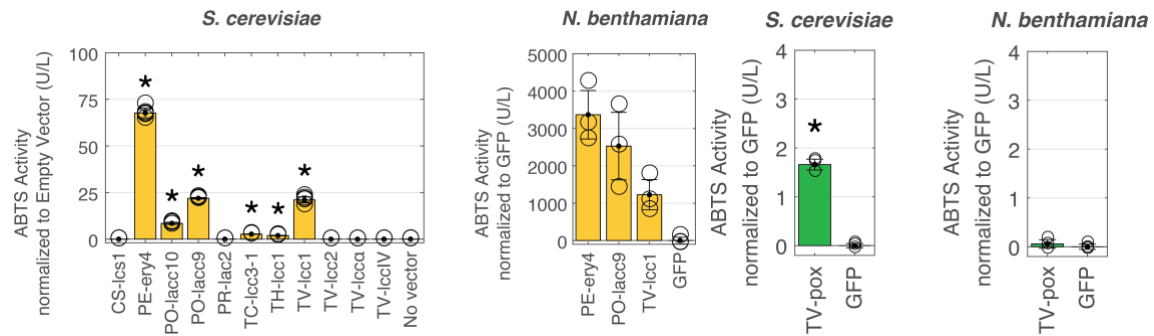 S. cerevisiae
ABTS Activity
normalized to Empty Vector (U/L)
100
75
50
25
0
*
*
*
*
*
*
CS-lcs1
PE-ery4
PO-lacc10
PO-lacc9
PR-lac2
TC-lcc3-1
TH-lcc1
TV-lcc1
TV-lcc2
TV-lccα
TV-lccIV
No vector
N. benthamiana
ABTS Activity
normalized to GFP (U/L)
5000
4000
3000
2000
1000
0
PE-ery4
PO-lacc9
TV-lcc1
GFP
S. cerevisiae
ABTS Activity
normalized to GFP (U/L)
4
3
2
1
0
*
TV-pox
GFP
N. benthamiana
ABTS Activity
normalized to GFP (U/L)
4
3
2
1
0
TV-pox
GFP